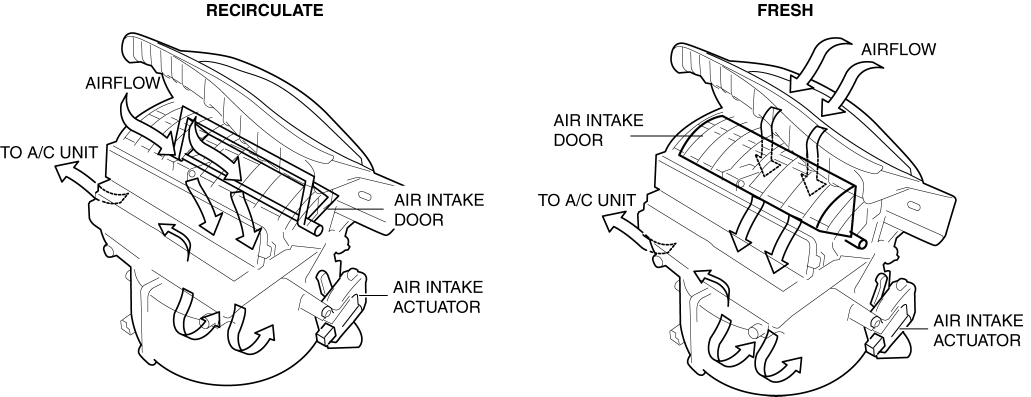 RECIRCULATE
AIRFLOW
TO A/C UNIT
AIR INTAKE
DOOR
AIR INTAKE
ACTUATOR
FRESH
AIRFLOW
AIR INTAKE
DOOR
TO A/C UNIT
AIR INTAKE
ACTUATOR